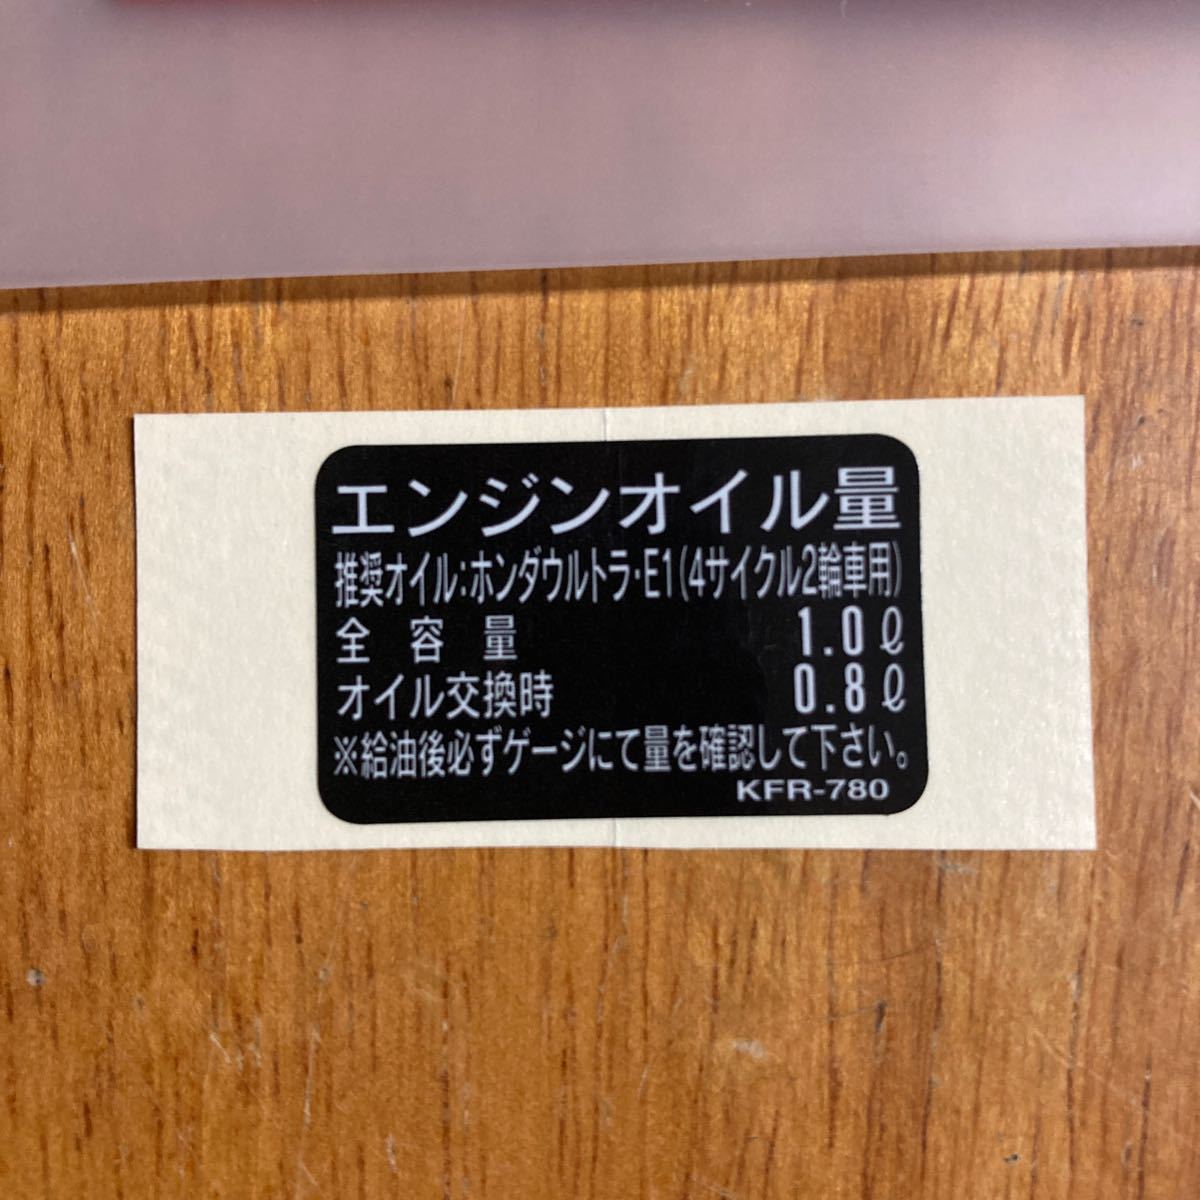 エンジンオイル量
推奨オイル:ホンダウルトラ・E1(4サイクル2輪車用)
全容量 1.0ℓ
オイル交換時 0.8ℓ
※給油後必ずゲージにて量を確認して下さい。
KFR-780